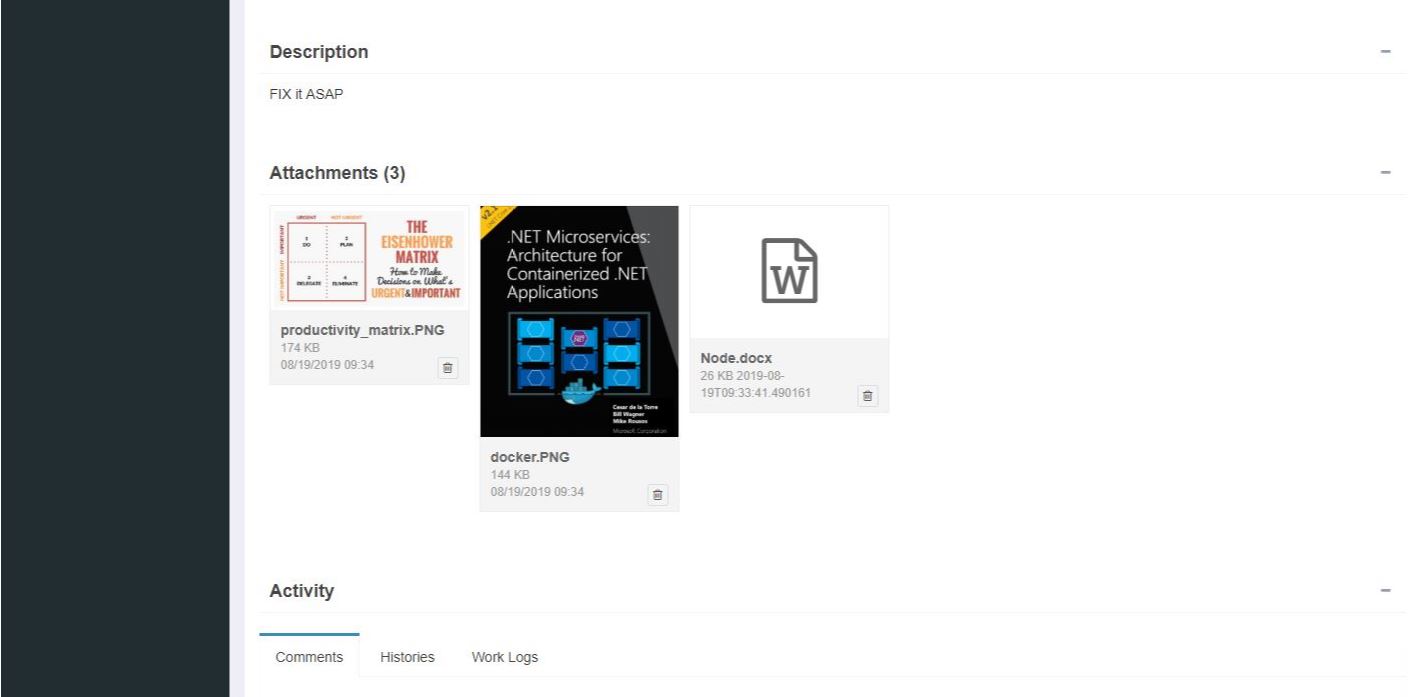 Description
FIX it ASAP
Attachments (3)
URGENT NOT URGENT
IMPORTANT
NOT IMPORTANT
1
DO
2
PLAN
3
DELEGATE
4
ELIMINATE
THE
EISENHOWER
MATRIX
How to Make
Decisions on What's
URGENT&IMPORTANT
productivity_matrix.PNG
174 KB
08/19/2019 09:34
v2.1
.NET Microservices:
Architecture for
Containerized .NET
Applications
.NET
Cesar de la Torre
Bill Wagner
Mike Rousos
Microsoft Corporation
docker.PNG
144 KB
08/19/2019 09:34
W
Node.docx
26 KB 2019-08-
19T09:33:41.490161
Activity
Comments Histories Work Logs